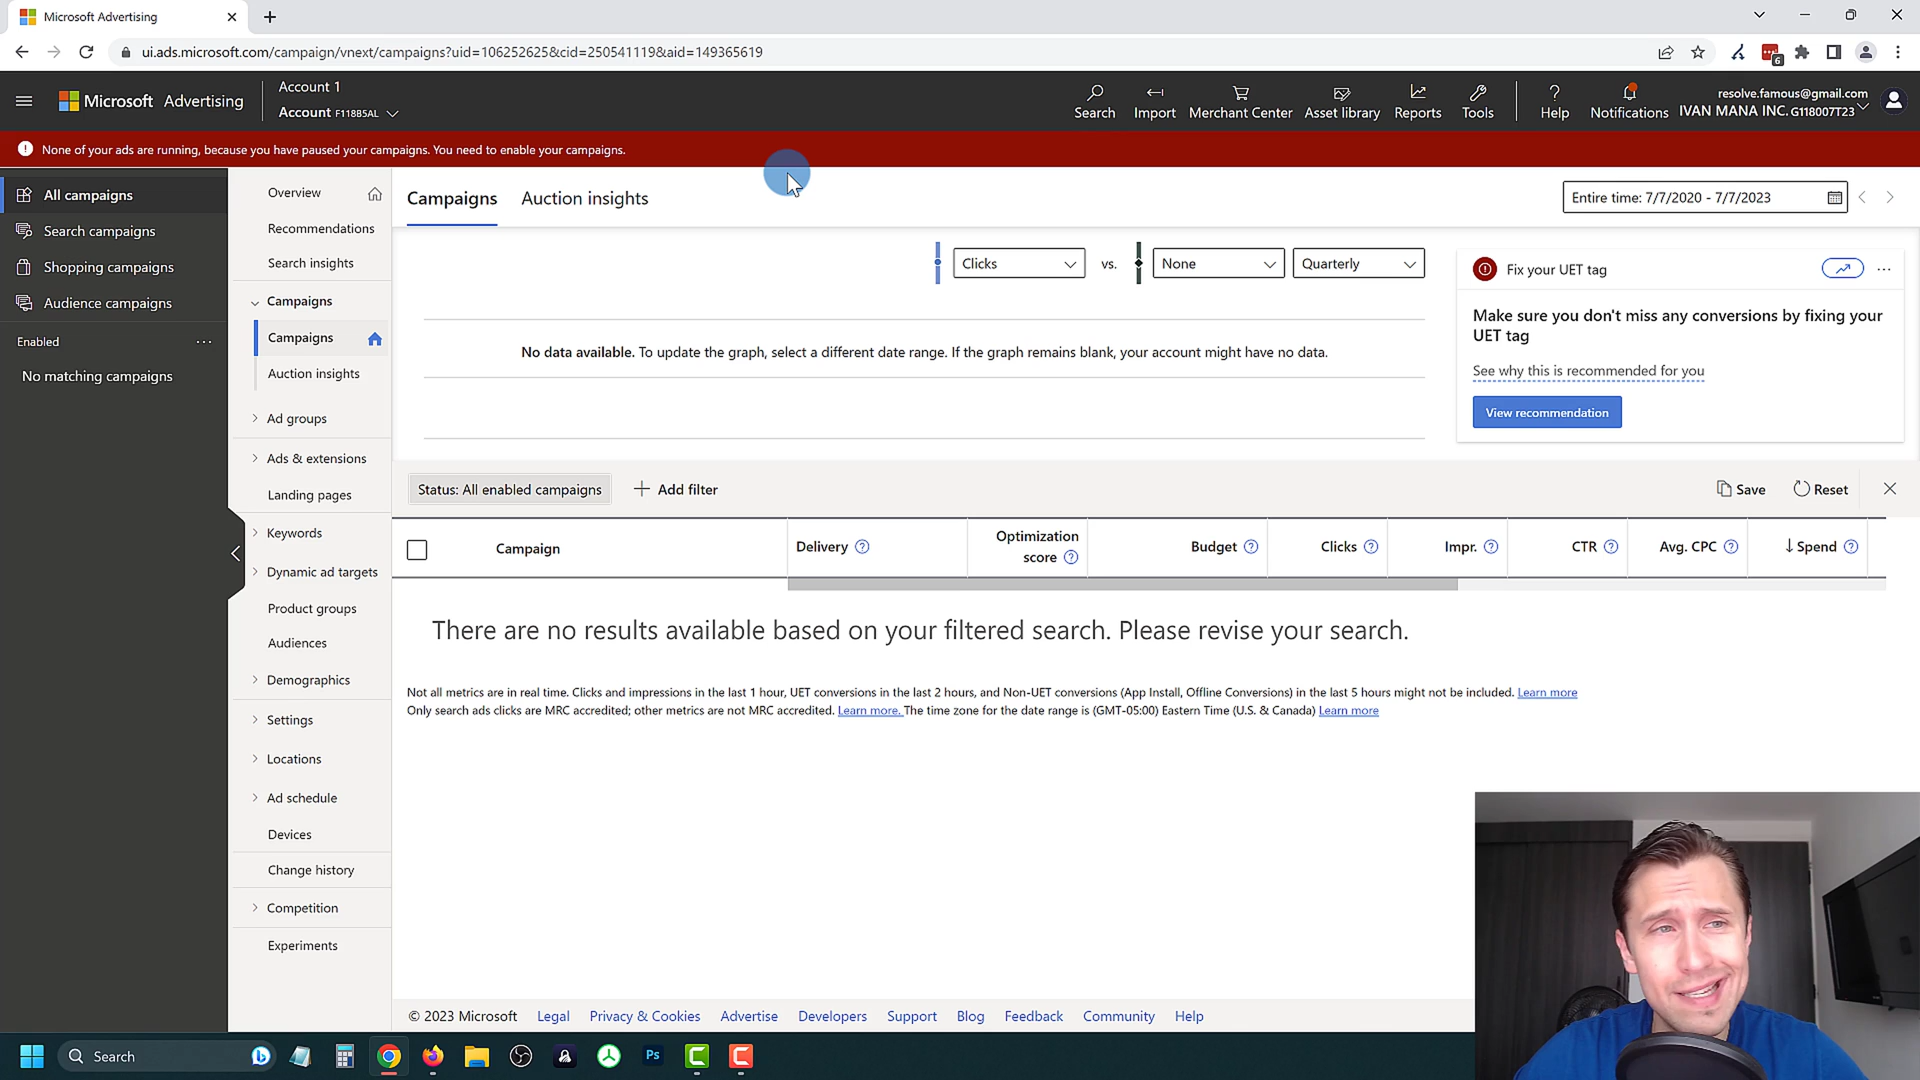 Microsoft Advertising
ui.ads.microsoft.com/campaign/vnext/campaigns?uid=106252625&cid=250541119&aid=149365619
6
Microsoft Advertising
Account 1
Account F118B5AL
Search
Import
Merchant Center
Asset library
Reports
Tools
Help
Notifications
resolve.famous@gmail.com
IVAN MANA INC. G118007T23
None of your ads are running, because you have paused your campaigns. You need to enable your campaigns.
All campaigns
Search campaigns
Shopping campaigns
Audience campaigns
Enabled
No matching campaigns
Overview
Recommendations
Search insights
Campaigns
Campaigns
Auction insights
Ad groups
Ads & extensions
Landing pages
Keywords
Dynamic ad targets
Product groups
Audiences
Demographics
Settings
Locations
Ad schedule
Devices
Change history
Competition
Experiments
Campaigns
Auction insights
Entire time: 7/7/2020 - 7/7/2023
Clicks
vs.
None
Quarterly
No data available. To update the graph, select a different date range. If the graph remains blank, your account might have no data.
Fix your UET tag
Make sure you don't miss any conversions by fixing your
UET tag
See why this is recommended for you
View recommendation
Status: All enabled campaigns
Add filter
Save
Reset
Campaign
Delivery
Optimization
score
Budget
Clicks
Impr.
CTR
Avg. CPC
Spend
There are no results available based on your filtered search. Please revise your search.
Not all metrics are in real time. Clicks and impressions in the last 1 hour, UET conversions in the last 2 hours, and Non-UET conversions (App Install, Offline Conversions) in the last 5 hours might not be included. Learn more
Only search ads clicks are MRC accredited; other metrics are not MRC accredited. Learn more. The time zone for the date range is (GMT-05:00) Eastern Time (U.S. & Canada) Learn more
© 2023 Microsoft
Legal
Privacy & Cookies
Advertise
Developers
Support
Blog
Feedback
Community
Help
Search
Ps